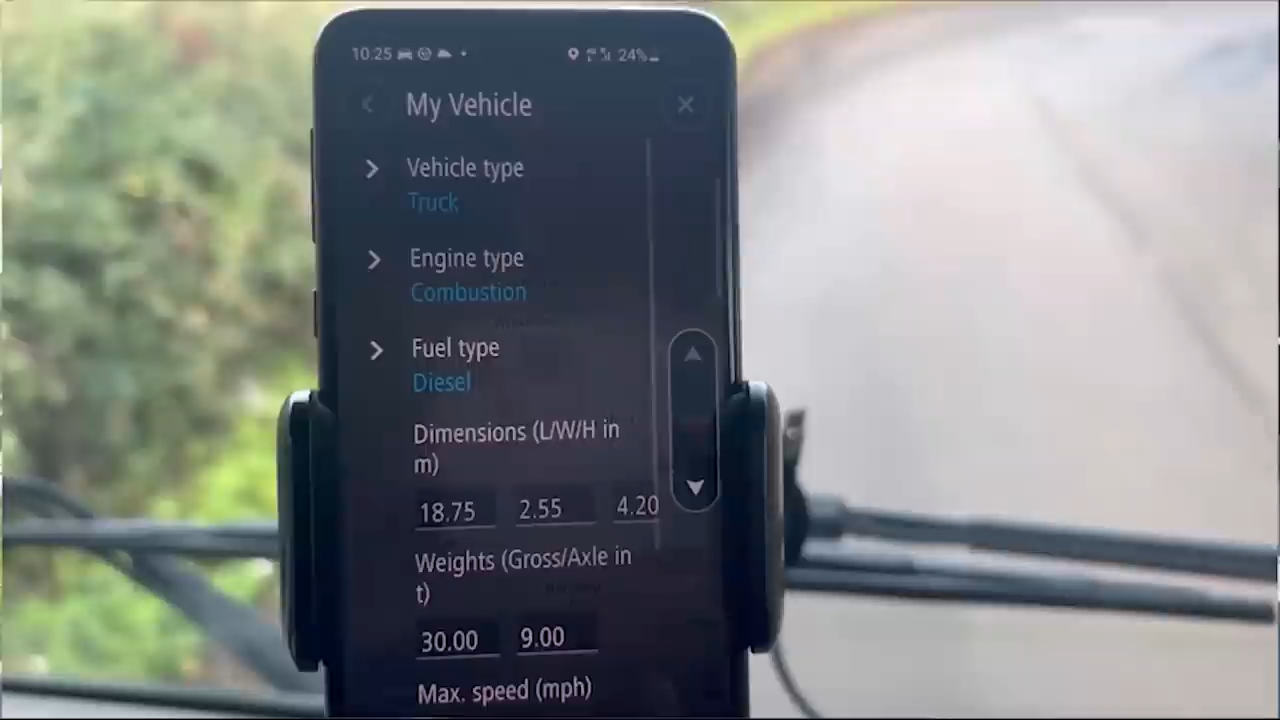 10.25 24%
My Vehicle
Vehicle type
Truck
Engine type
Combustion
Fuel type
Diesel
Dimensions (L/W/H in
m)
18.75 2.55 4.20
Weights (Gross/Axle in
t)
30.00 9.00
Max. speed (mph)